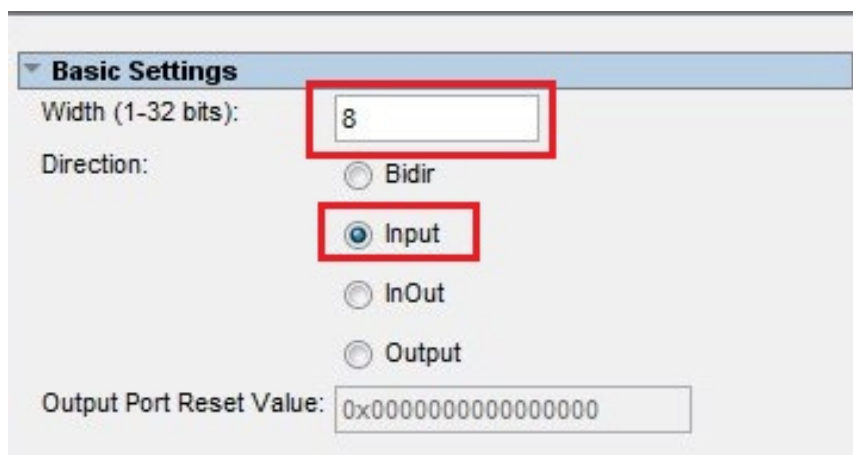 Basic Settings
Width (1-32 bits): 8
Direction: Bidir
Input
InOut
Output
Output Port Reset Value: 0x0000000000000000